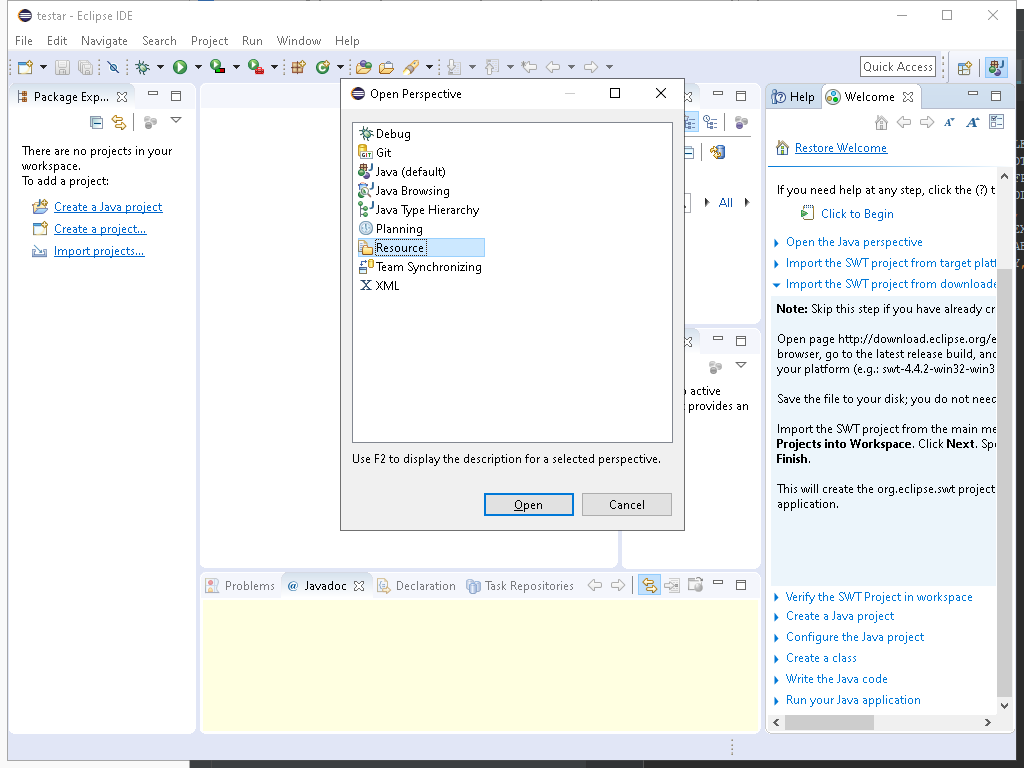 testar - Eclipse IDE
File Edit Navigate Search Project Run Window Help
Quick Access
Package Exp...
There are no projects in your
workspace.
To add a project:
Create a Java project
Create a project...
Import projects...
Open Perspective
Debug
Git
Java (default)
Java Browsing
Java Type Hierarchy
Planning
Resource
Team Synchronizing
XML
Use F2 to display the description for a selected perspective.
Open Cancel
All
active
provides an
Problems @ Javadoc Declaration Task Repositories
Help Welcome
Restore Welcome
If you need help at any step, click the (?) t
Click to Begin
Open the Java perspective
Import the SWT project from target platf
Import the SWT project from downloade
Note: Skip this step if you have already cr
Open page http://download.eclipse.org/e
browser, go to the latest release build, and
your platform (e.g.: swt-4.4.2-win32-win3
Save the file to your disk; you do not need
Import the SWT project from the main me
Projects into Workspace. Click Next. Spe
Finish.
This will create the org.eclipse.swt project
application.
Verify the SWT Project in workspace
Create a Java project
Configure the Java project
Create a class
Write the Java code
Run your Java application